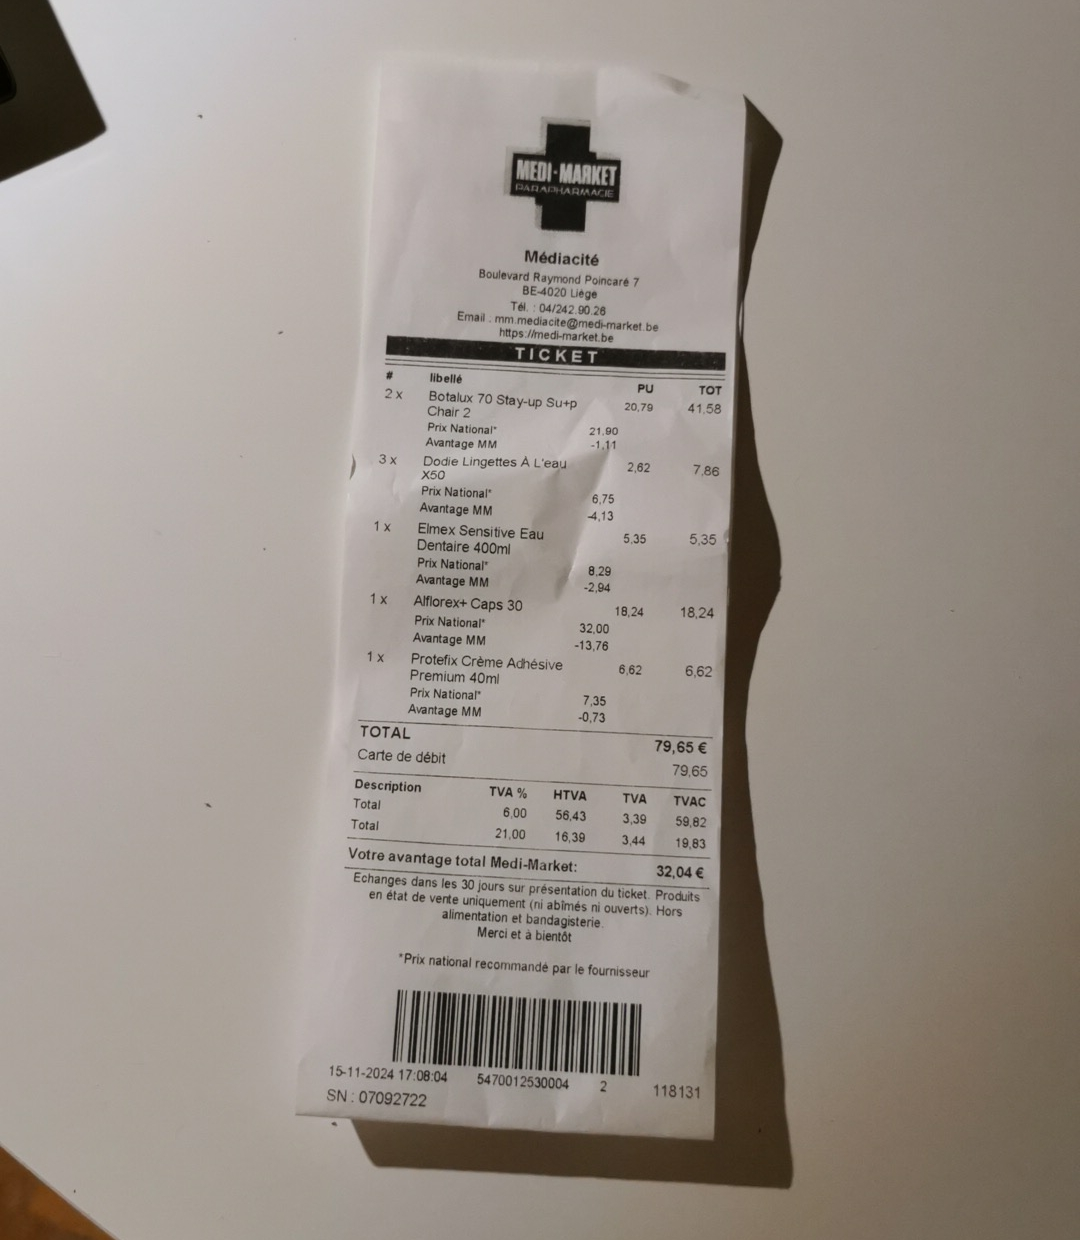 MEDI-MARKET
PARAPHARMACIE
Médiacité
Boulevard Raymond Poincaré 7
BE-4020 Liège
Tél. : 04/242.90.26
Email : mm.mediacite@medi-market.be
https://medi-market.be
TICKET
# libellé PU TOT
2 x Botalux 70 Stay-up Su+p 20,79 41,58
Chair 2
Prix National* 21,90
Avantage MM -1,11
3 x Dodie Lingettes À L'eau 2,62 7,86
X50
Prix National* 6,75
Avantage MM -4,13
1 x Elmex Sensitive Eau 5,35 5,35
Dentaire 400ml
Prix National* 8,29
Avantage MM -2,94
1 x Alflorex+ Caps 30 18,24 18,24
Prix National* 32,00
Avantage MM -13,76
1 x Protefix Crème Adhésive 6,62 6,62
Premium 40ml
Prix National* 7,35
Avantage MM -0,73
TOTAL 79,65 €
Carte de débit 79,65
Description TVA % HTVA TVA TVAC
Total 6,00 56,43 3,39 59,82
Total 21,00 16,39 3,44 19,83
Votre avantage total Medi-Market: 32,04 €
Echanges dans les 30 jours sur présentation du ticket. Produits
en état de vente uniquement (ni abîmés ni ouverts). Hors
alimentation et bandagisterie.
Merci et à bientôt
*Prix national recommandé par le fournisseur
15-11-2024 17:08:04 5470012530004 2 118131
SN : 07092722